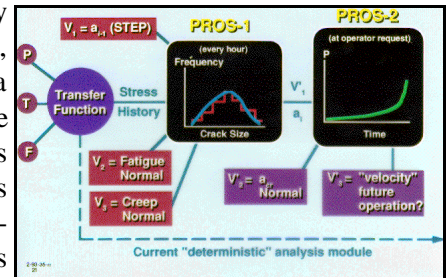 y
,
a
e
s
s
-
s
V₁ = aᵢ₋₁ (STEP)
PROS-1
PROS-2
(every hour)
Frequency
Crack Size
(at operator request)
P
Time
P
T
F
Transfer
Function
Stress
History
V'₁
aᵢ
V₂ = Fatigue
Normal
V₃ = Creep
Normal
Normal
V'₃ = "velocity"
future
operation?
Current "deterministic" analysis module